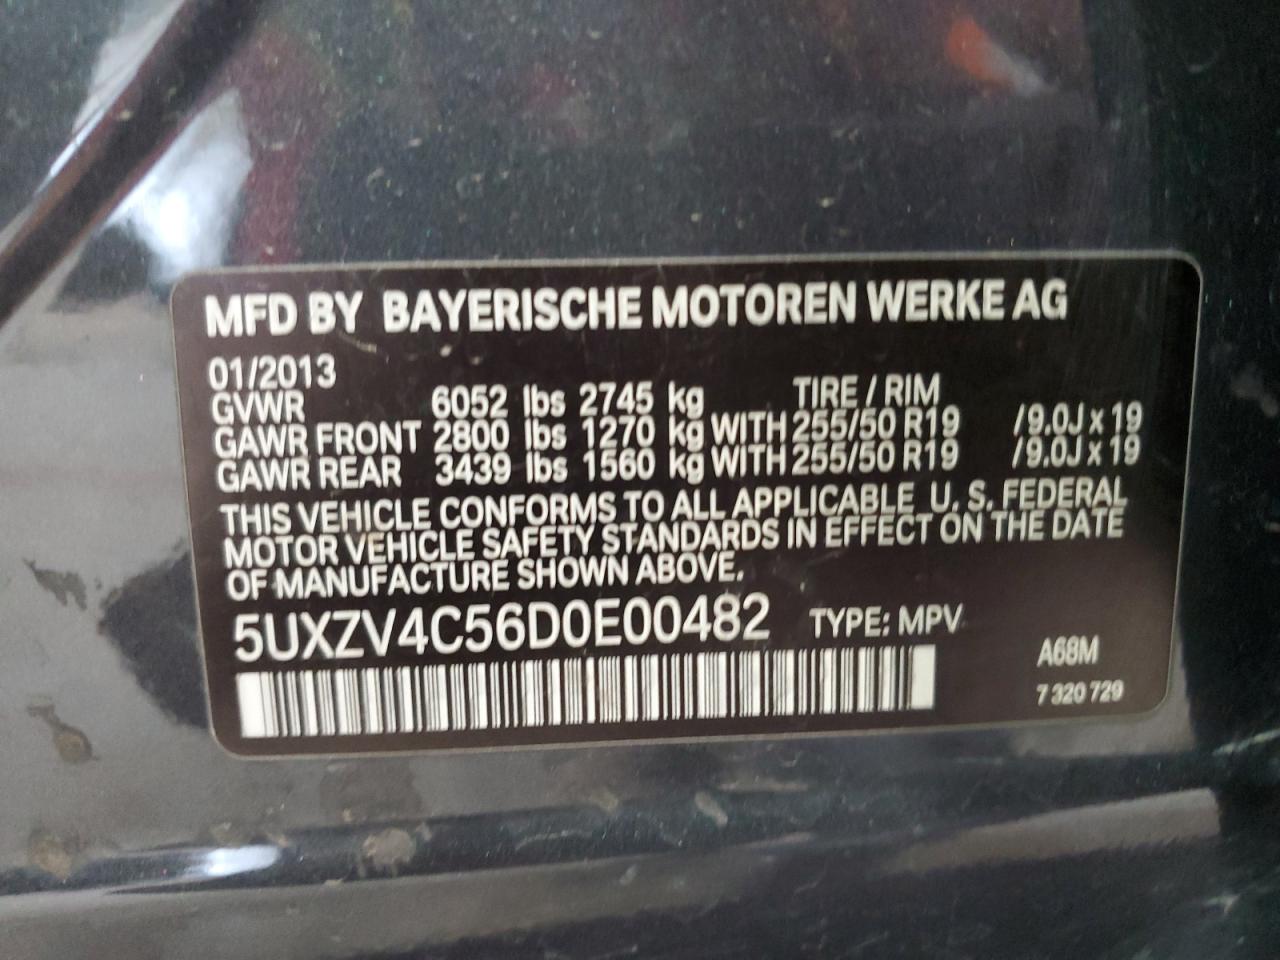 MFD BY BAYERISCHE MOTOREN WERKE AG
01/2013
GVWR 6052 lbs 2745 kg TIRE / RIM
GAWR FRONT 2800 lbs 1270 kg WITH 255/50 R19 /9.0J x 19
GAWR REAR 3439 lbs 1560 kg WITH 255/50 R19 /9.0J x 19
THIS VEHICLE CONFORMS TO ALL APPLICABLE U. S. FEDERAL
MOTOR VEHICLE SAFETY STANDARDS IN EFFECT ON THE DATE
OF MANUFACTURE SHOWN ABOVE.
5UXZV4C56D0E00482 TYPE: MPV
A68M
7 320 729